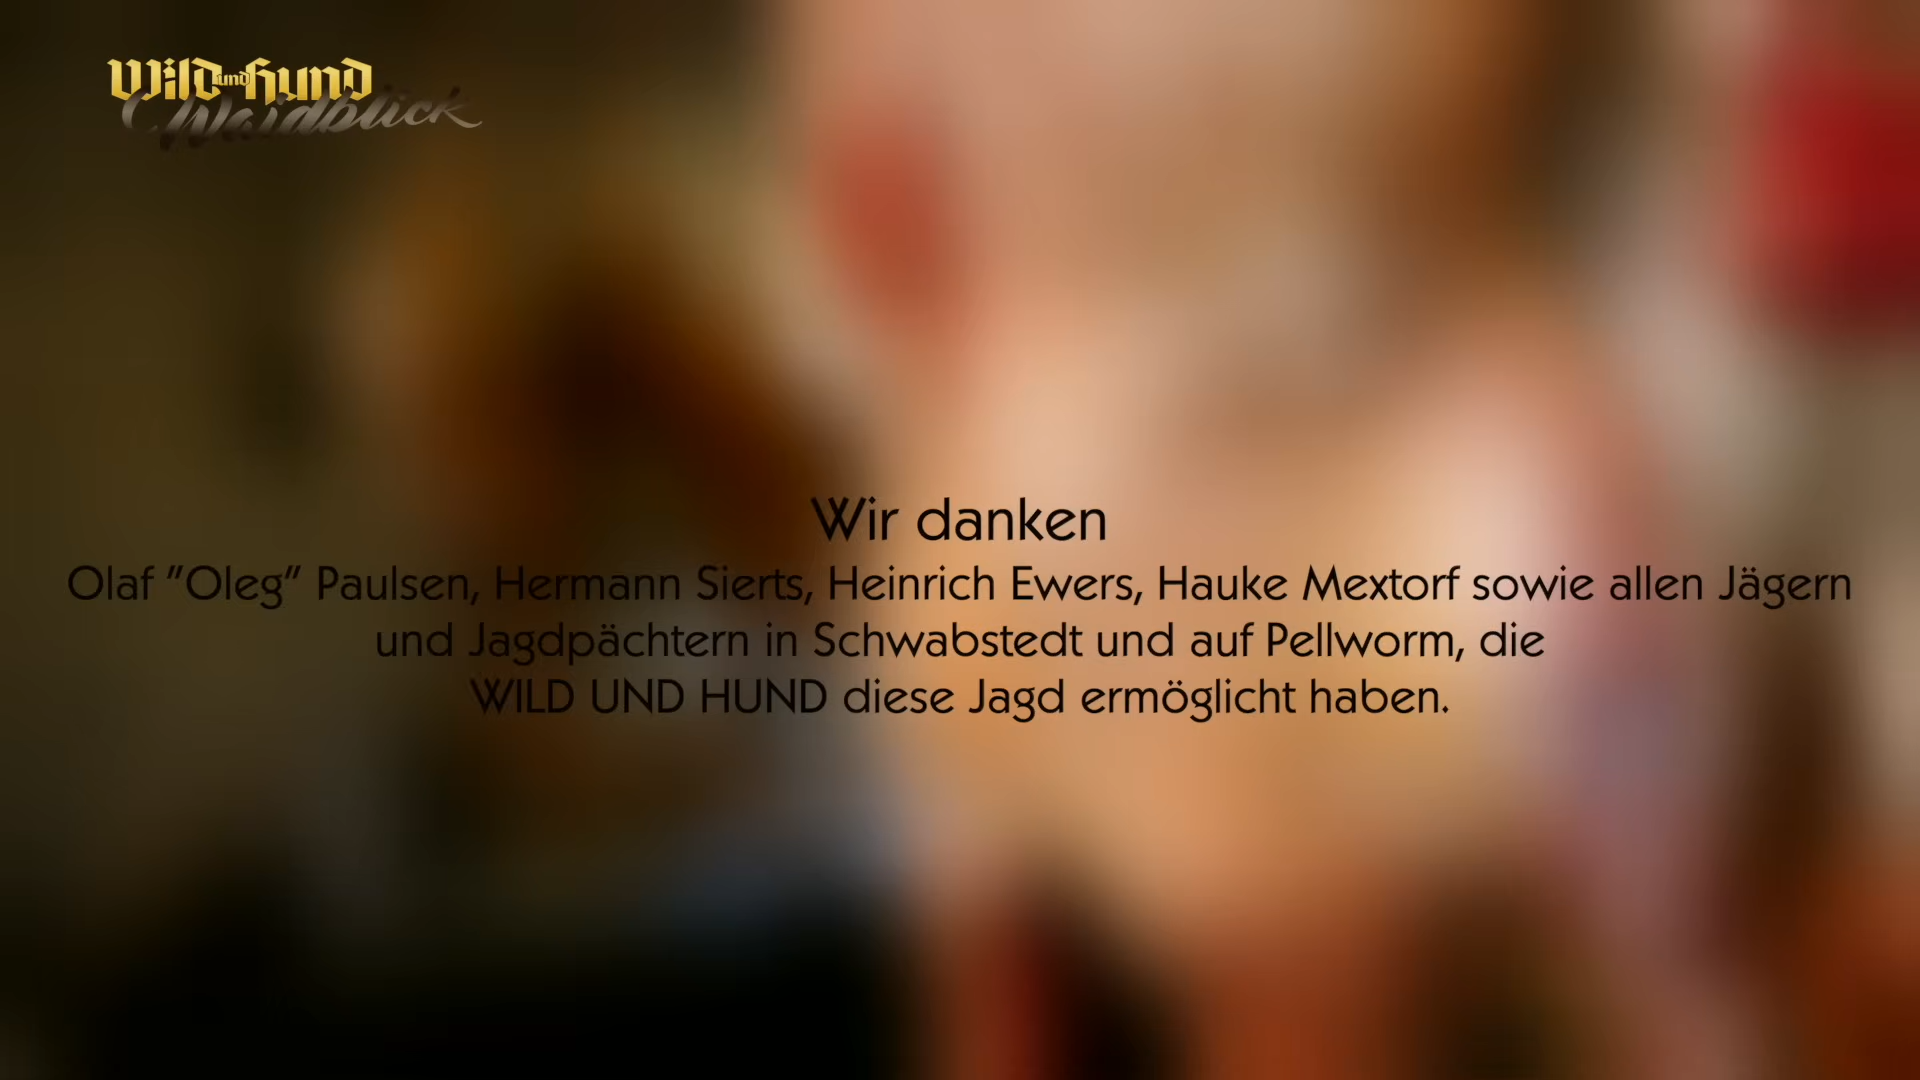 Wild und Hund
Waidblick
Wir danken
Olaf "Oleg" Paulsen, Hermann Sierts, Heinrich Ewers, Hauke Mextorf sowie allen Jägern
und Jagdpächtern in Schwabstedt und auf Pellworm, die
WILD UND HUND diese Jagd ermöglicht haben.